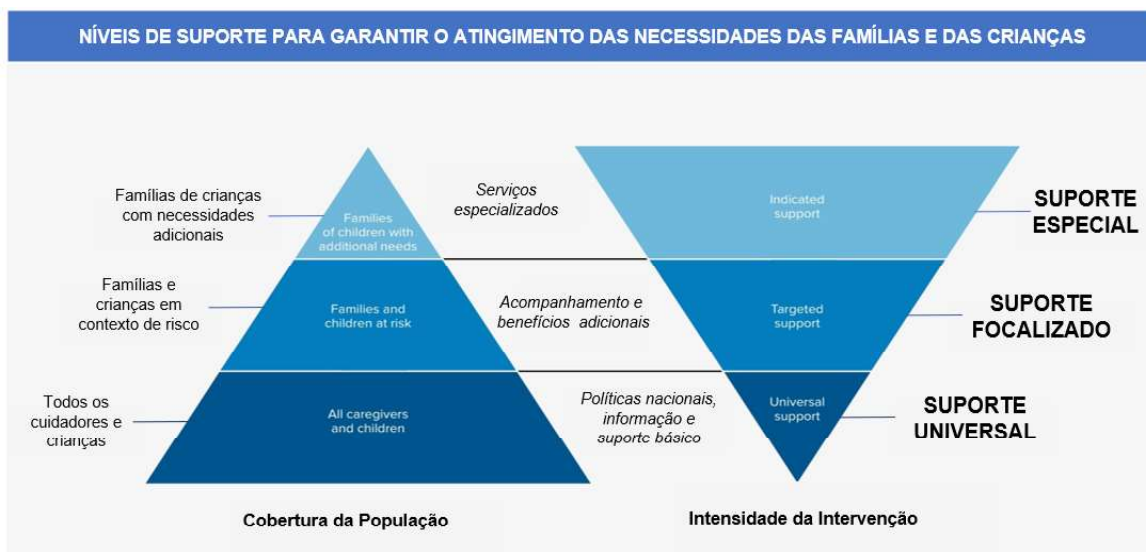 NÍVEIS DE SUPORTE PARA GARANTIR O ATINGIMENTO DAS NECESSIDADES DAS FAMÍLIAS E DAS CRIANÇAS
Famílias de crianças
com necessidades
adicionais
Families
of children with
additional needs
Serviços
especializados
Indicated
support
SUPORTE
ESPECIAL
Famílias e
crianças em
contexto de risco
Families and
children at risk
Acompanhamento e
benefícios adicionais
Targeted
support
SUPORTE
FOCALIZADO
Todos os
cuidadores e
crianças
All caregivers
and children
Políticas nacionais,
informação e
suporte básico
Universal
support
SUPORTE
UNIVERSAL
Cobertura da População
Intensidade da Intervenção